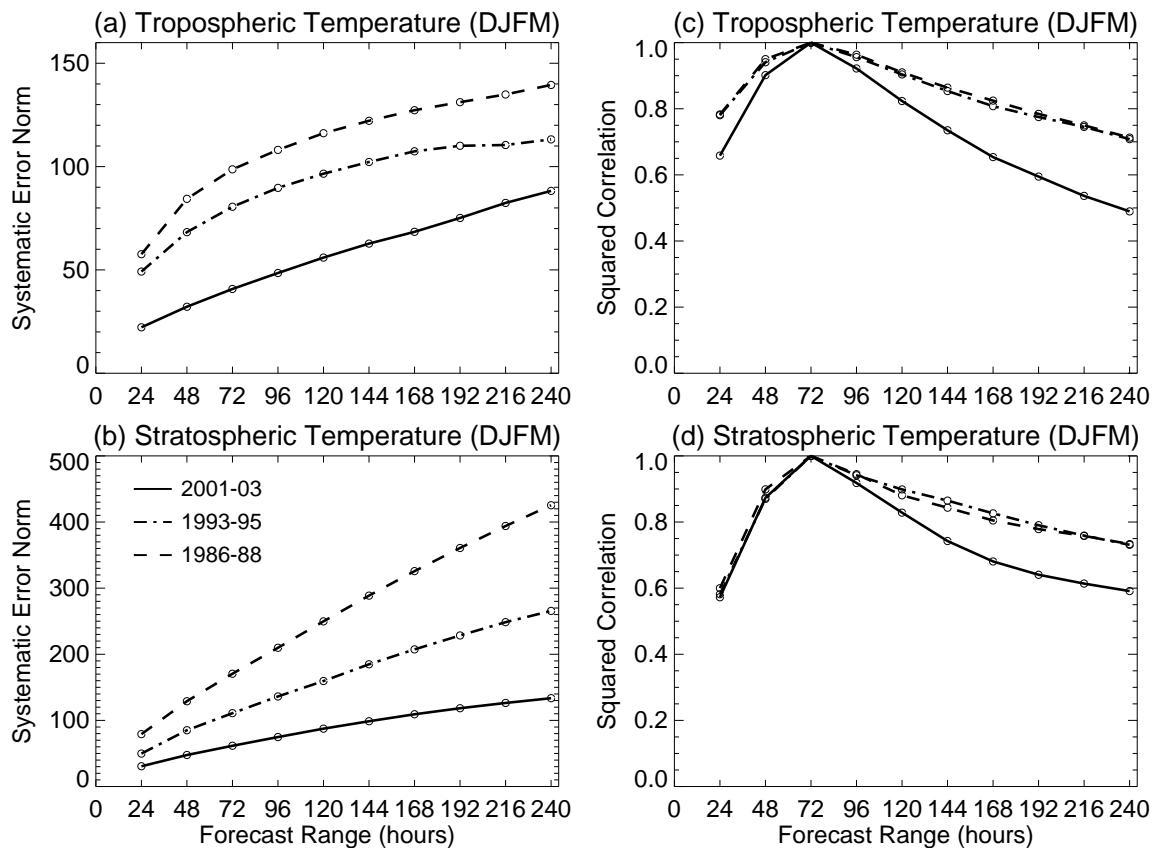 (a) Tropospheric Temperature (DJFM)
Systematic Error Norm
150
100
50
0
0 24 48 72 96 120 144 168 192 216 240
(b) Stratospheric Temperature (DJFM)
Systematic Error Norm
500
400
300
200
100
0
2001-03
1993-95
1986-88
0 24 48 72 96 120 144 168 192 216 240
Forecast Range (hours)
(c) Tropospheric Temperature (DJFM)
Squared Correlation
1.0
0.8
0.6
0.4
0.2
0.0
0 24 48 72 96 120 144 168 192 216 240
(d) Stratospheric Temperature (DJFM)
Squared Correlation
1.0
0.8
0.6
0.4
0.2
0.0
0 24 48 72 96 120 144 168 192 216 240
Forecast Range (hours)